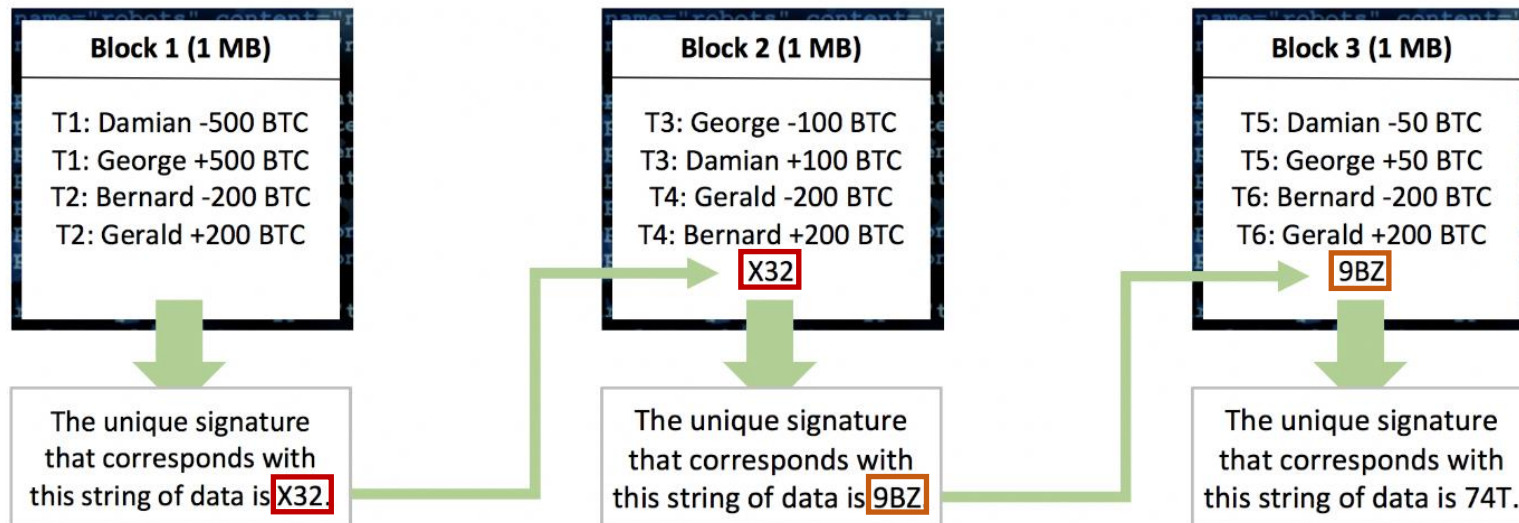 Block 1 (1 MB)
T1: Damian -500 BTC
T1: George +500 BTC
T2: Bernard -200 BTC
T2: Gerald +200 BTC
The unique signature
that corresponds with
this string of data is X32.
Block 2 (1 MB)
T3: George -100 BTC
T3: Damian +100 BTC
T4: Gerald -200 BTC
T4: Bernard +200 BTC
X32
The unique signature
that corresponds with
this string of data is 9BZ
Block 3 (1 MB)
T5: Damian -50 BTC
T5: George +50 BTC
T6: Bernard -200 BTC
T6: Gerald +200 BTC
9BZ
The unique signature
that corresponds with
this string of data is 74T.